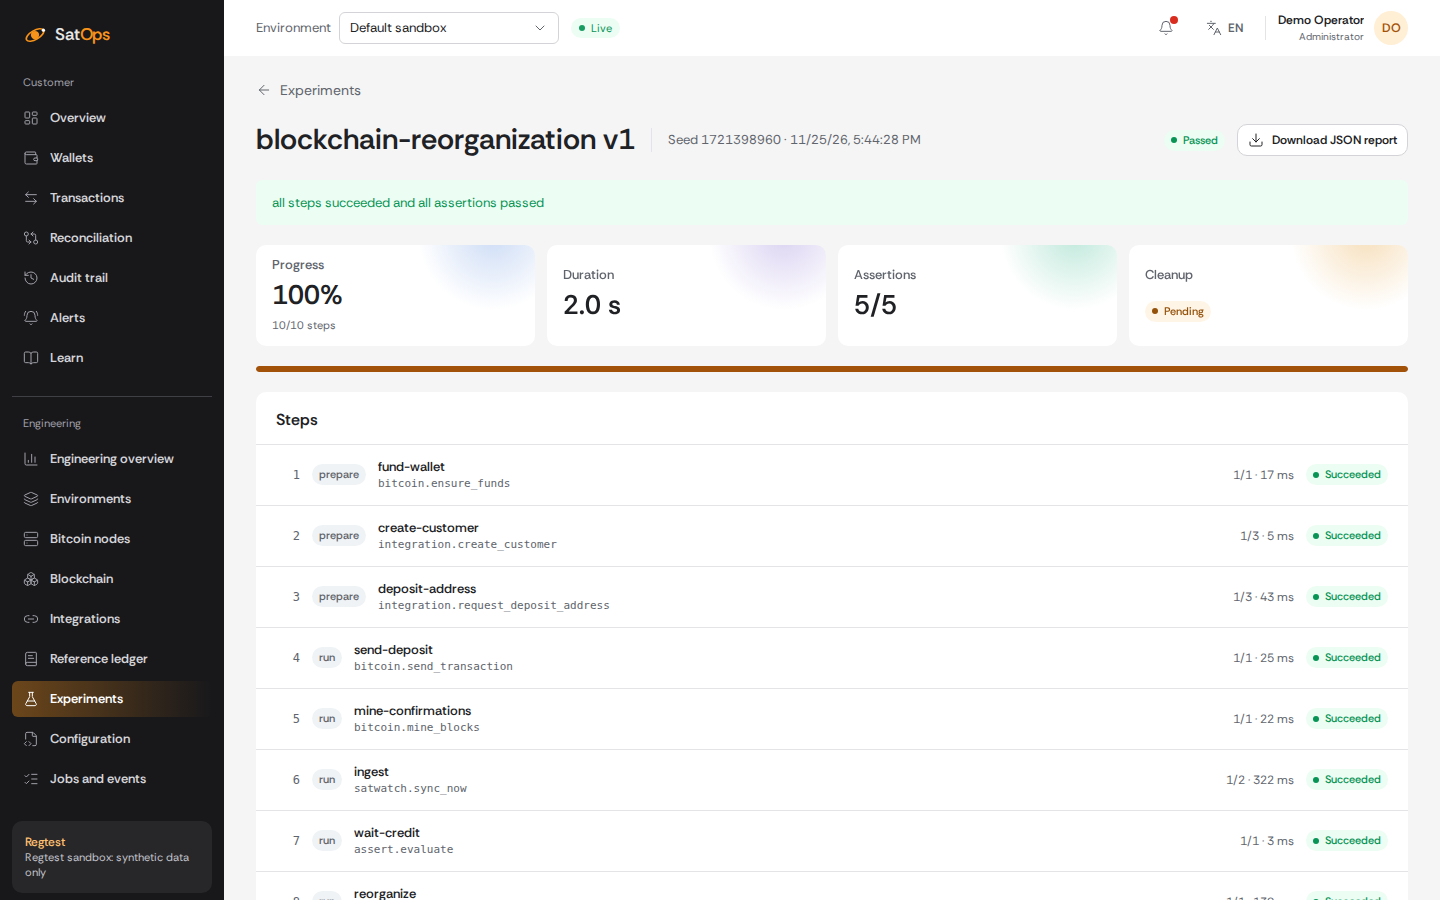 SatOps
Customer
Overview
Wallets
Transactions
Reconciliation
Audit trail
Alerts
Learn
Engineering
Engineering overview
Environments
Bitcoin nodes
Blockchain
Integrations
Reference ledger
Experiments
Configuration
Jobs and events
Regtest
Regtest sandbox: synthetic data
only
Environment
Default sandbox
Live
EN
Demo Operator
Administrator
DO
Experiments
blockchain-reorganization v1
Seed 1721398960 · 11/25/26, 5:44:28 PM
Passed
Download JSON report
all steps succeeded and all assertions passed
Progress
100%
10/10 steps
Duration
2.0 s
Assertions
5/5
Cleanup
Pending
Steps
1 prepare fund-wallet 1/1 · 17 ms Succeeded
bitcoin.ensure_funds
2 prepare create-customer 1/3 · 5 ms Succeeded
integration.create_customer
3 prepare deposit-address 1/3 · 43 ms Succeeded
integration.request_deposit_address
4 run send-deposit 1/1 · 25 ms Succeeded
bitcoin.send_transaction
5 run mine-confirmations 1/1 · 22 ms Succeeded
bitcoin.mine_blocks
6 run ingest 1/2 · 322 ms Succeeded
satwatch.sync_now
7 run wait-credit 1/1 · 3 ms Succeeded
assert.evaluate
reorganize